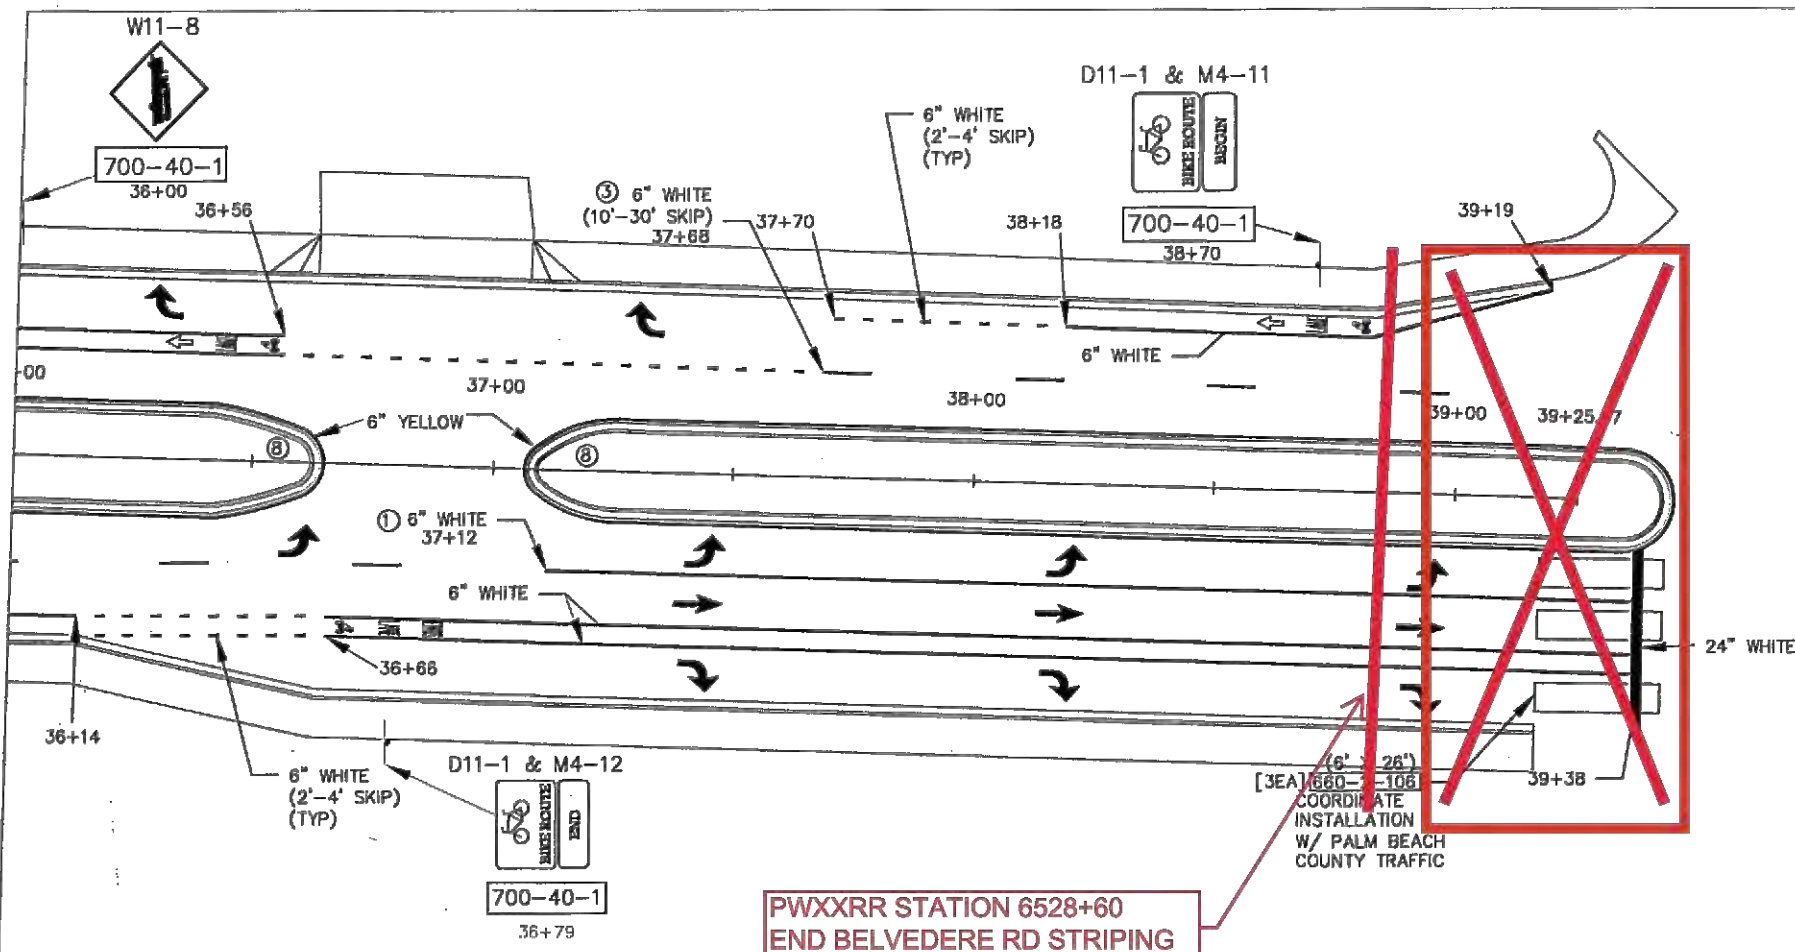 W11-8
700-40-1
36+00
36+56
③ 6" WHITE
(10'-30' SKIP)
37+68
37+70
6" WHITE
(2'-4' SKIP)
(TYP)
D11-1 & M4-11
BIKE ROUTE
BEGIN
38+18
700-40-1
38+70
39+19
6" WHITE
00
37+00
38+00
39+00
6" YELLOW
⑧
⑧
① 6" WHITE
37+12
6" WHITE
36+66
24" WHITE
36+14
6" WHITE
(2'-4' SKIP)
(TYP)
D11-1 & M4-12
BIKE ROUTE
END
700-40-1
36+79
[3EA]
39+38
COORDINATE
INSTALLATION
W/ PALM BEACH
COUNTY TRAFFIC
PWXXRR STATION 6528+60
END BELVEDERE RD STRIPING